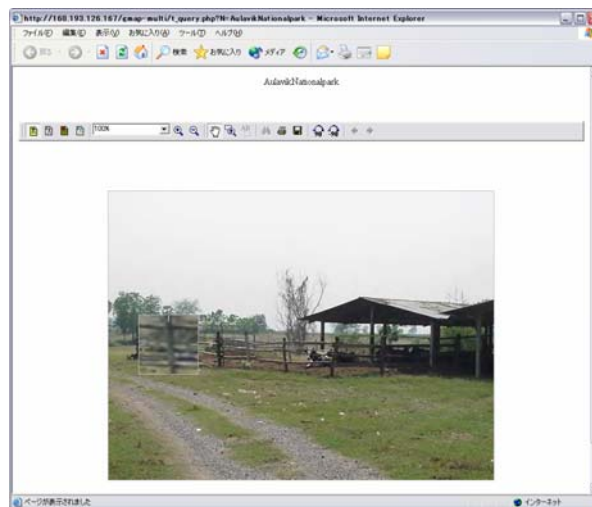 http://160.193.126.167/gmap-multi/t_query.php?N=AulavikNationalpark - Microsoft Internet Explorer
ファイル(F) 編集(E) 表示(V) お気に入り(A) ツール(T) ヘルプ(H)
戻る 検索 お気に入り メディア
AulavikNationalpark
100%
ページが表示されました インターネット